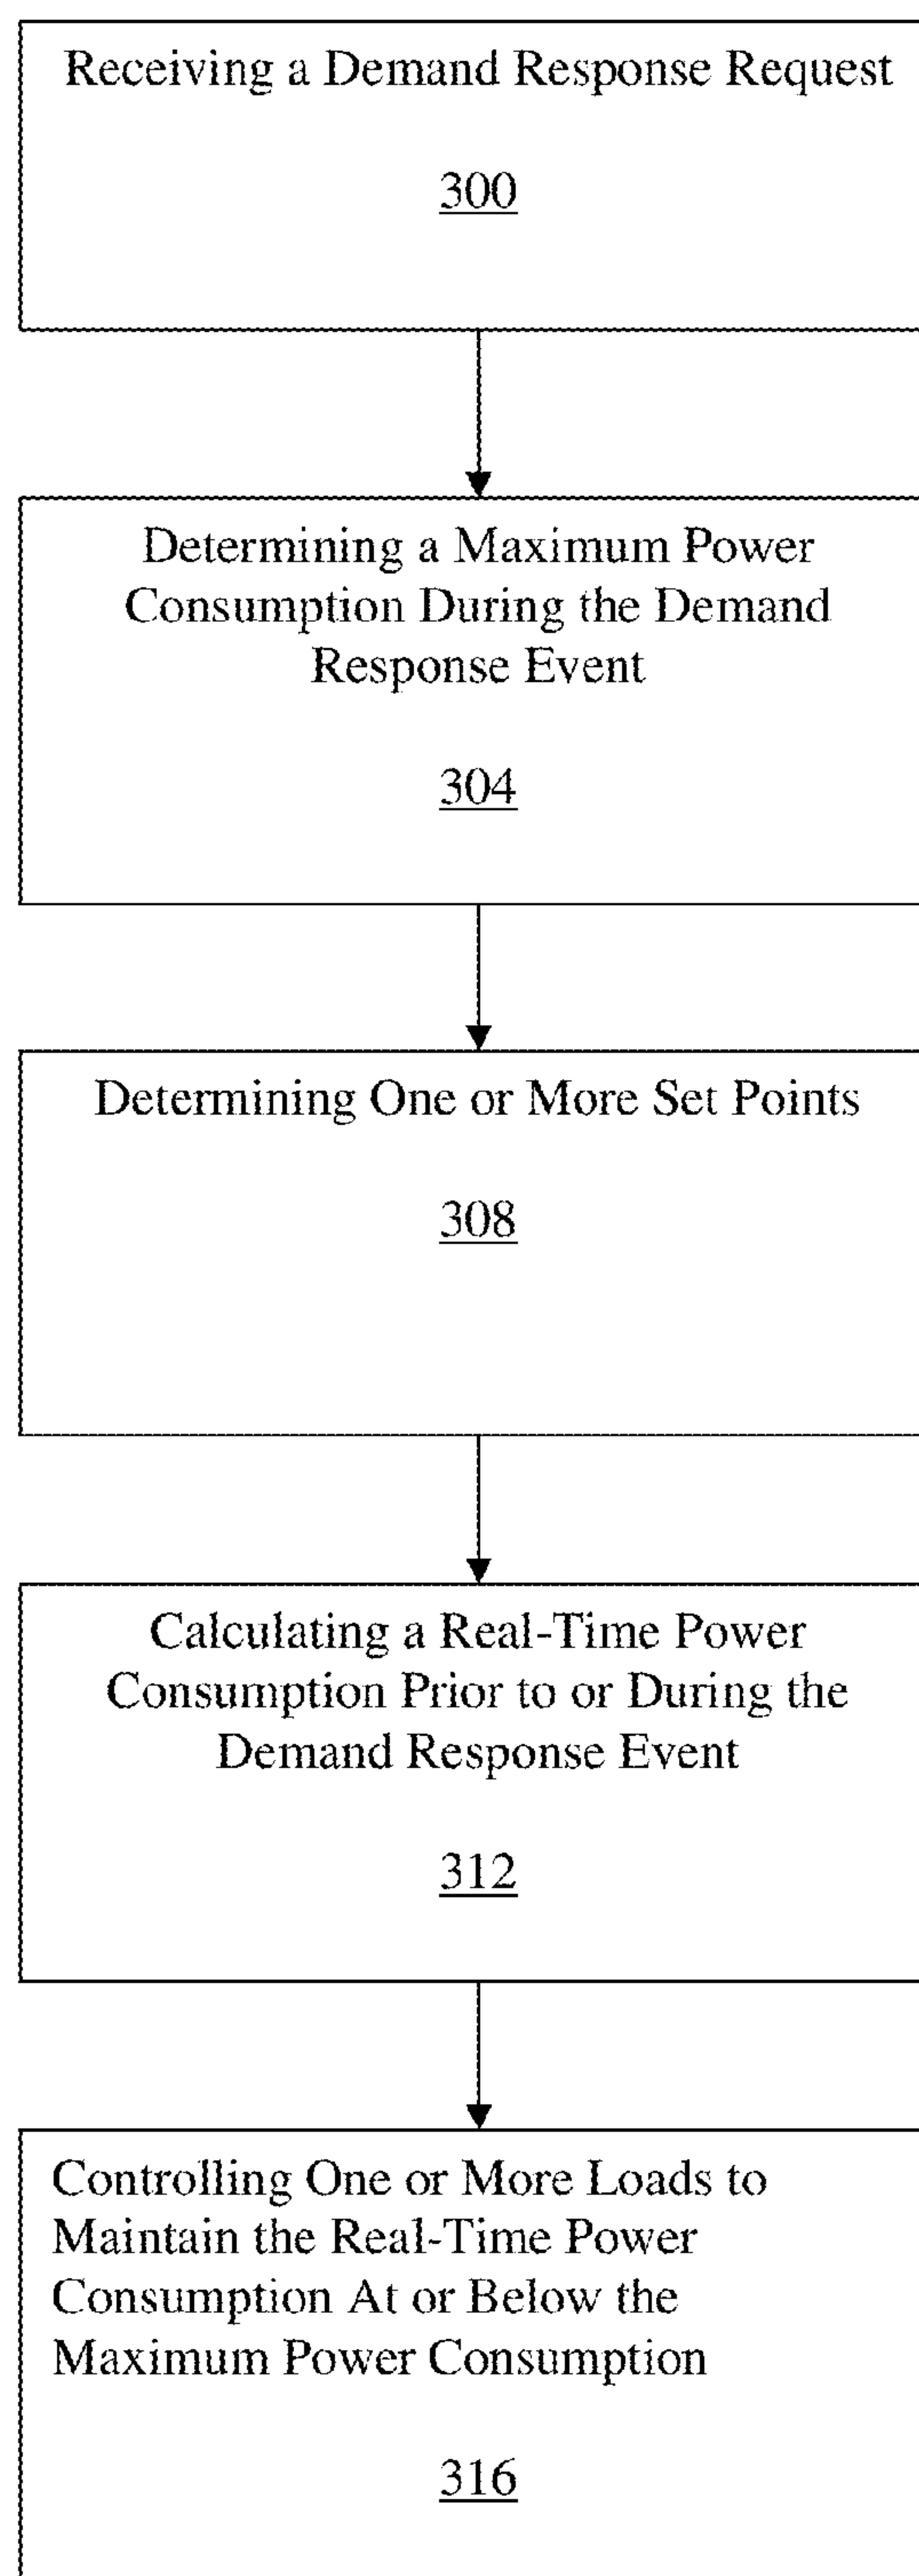 Receiving a Demand Response Request
300
Determining a Maximum Power
Consumption During the Demand
Response Event
304
Determining One or More Set Points
308
Calculating a Real-Time Power
Consumption Prior to or During the
Demand Response Event
312
Controlling One or More Loads to
Maintain the Real-Time Power
Consumption At or Below the
Maximum Power Consumption
316